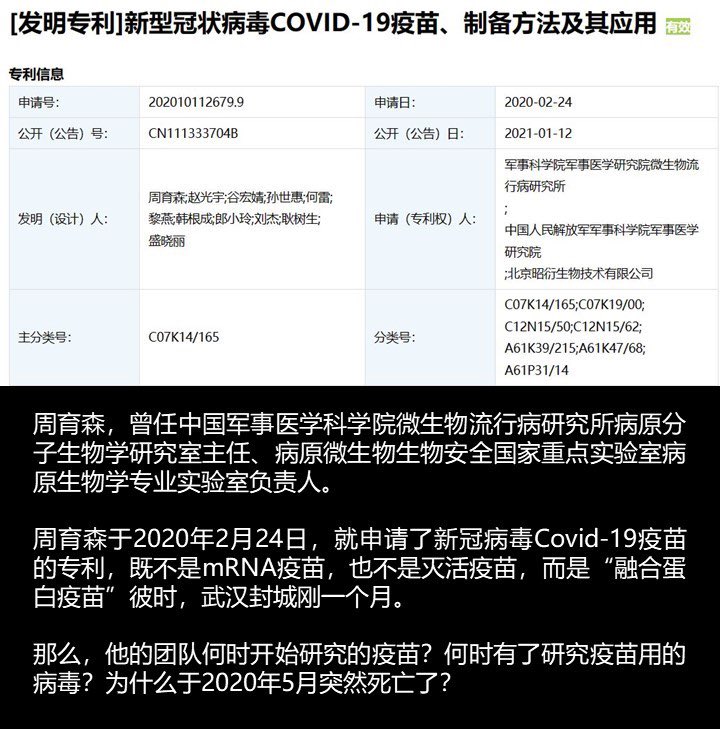 [发明专利]新型冠状病毒COVID-19疫苗、制备方法及其应用 有效
专利信息
申请号： 202010112679.9 申请日： 2020-02-24
公开（公告）号： CN111333704B 公开（公告）日： 2021-01-12
发明（设计）人：
周育森;赵光宇;谷宏婧;孙世惠;何雷;
黎燕;韩根成;郎小玲;刘杰;耿树生;
盛晓丽
申请（专利权）人：
军事科学院军事医学研究院微生物流
行病研究所
;
中国人民解放军军事科学院军事医学
研究院
;北京昭衍生物技术有限公司
主分类号： C07K14/165
分类号：
C07K14/165;C07K19/00;
C12N15/50;C12N15/62;
A61K39/215;A61K47/68;
A61P31/14
周育森，曾任中国军事医学科学院微生物流行病研究所病原分
子生物学研究室主任、病原微生物生物安全国家重点实验室病
原生物学专业实验室负责人。
周育森于2020年2月24日，就申请了新冠病毒Covid-19疫苗
的专利，既不是mRNA疫苗，也不是灭活疫苗，而是“融合蛋
白疫苗”彼时，武汉封城刚一个月。
那么，他的团队何时开始研究的疫苗？何时有了研究疫苗用的
病毒？为什么于2020年5月突然死亡了？